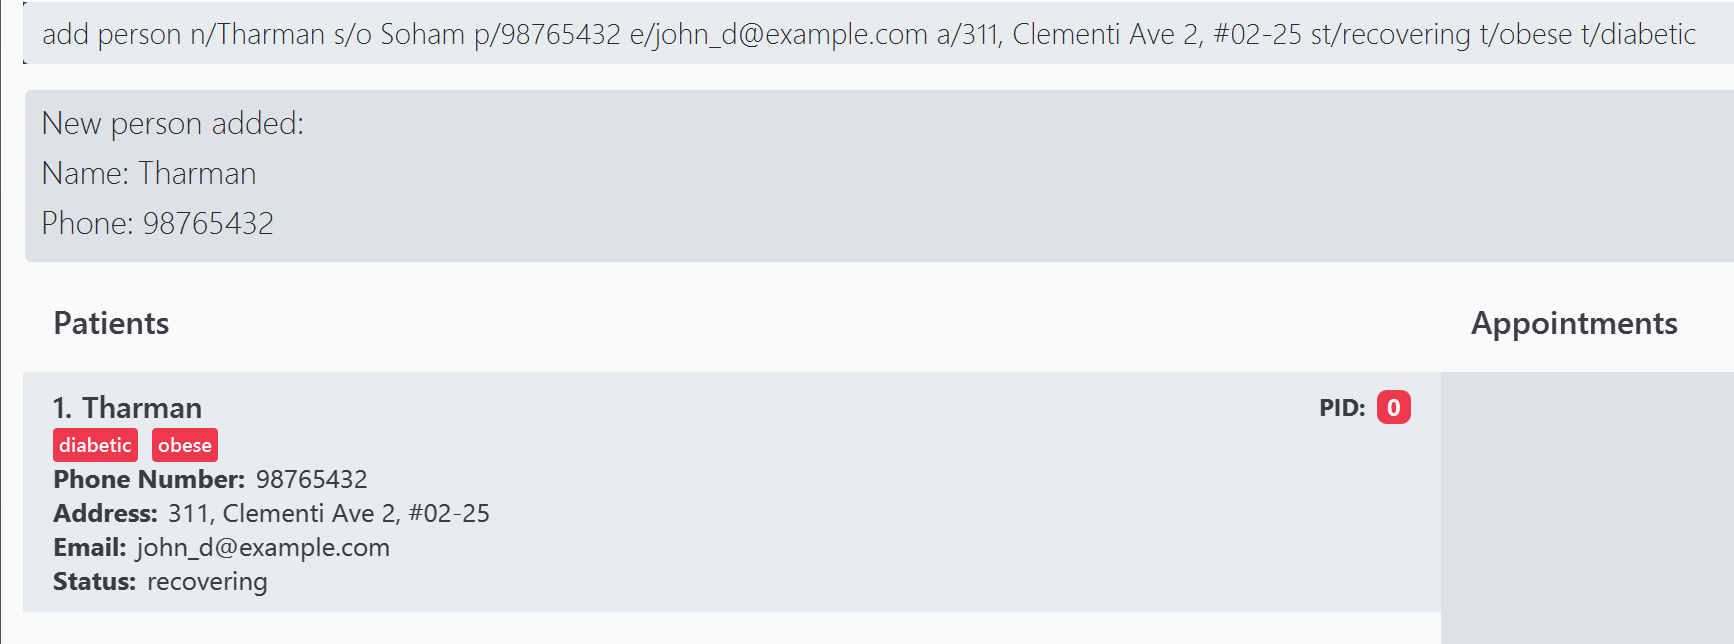 add person n/Tharman s/o Soham p/98765432 e/john_d@example.com a/311, Clementi Ave 2, #02-25 st/recovering t/obese t/diabetic
New person added:
Name: Tharman
Phone: 98765432
Patients
Appointments
1. Tharman
PID: 0
diabetic obese
Phone Number: 98765432
Address: 311, Clementi Ave 2, #02-25
Email: john_d@example.com
Status: recovering